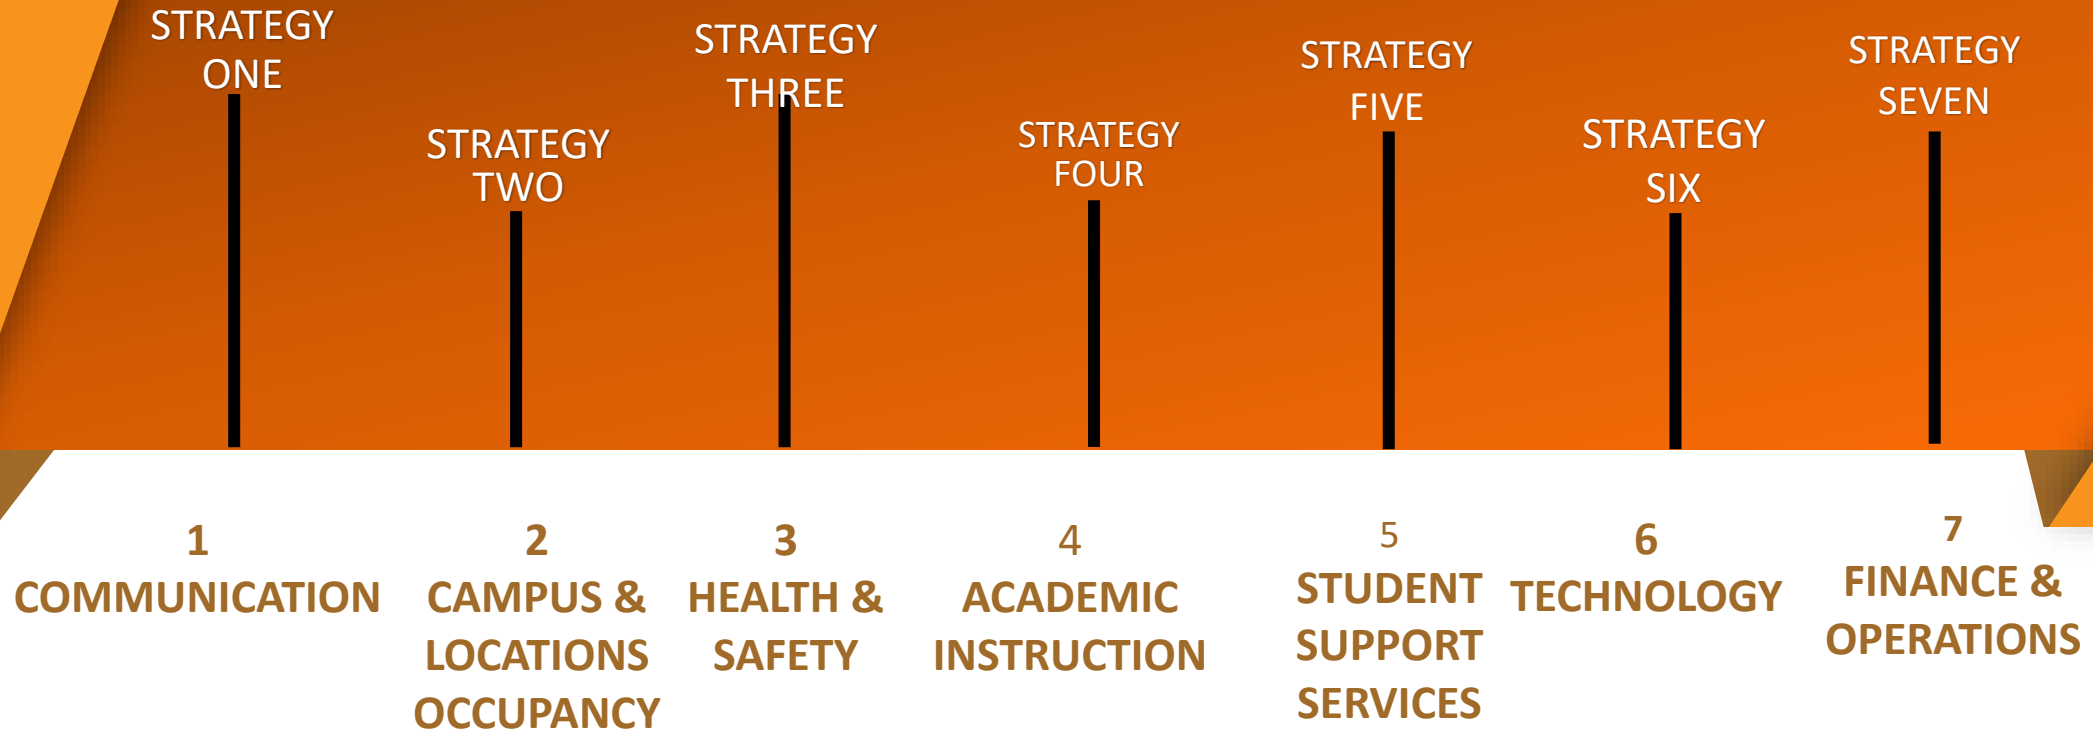 STRATEGY
ONE
STRATEGY
TWO
STRATEGY
THREE
STRATEGY
FOUR
STRATEGY
FIVE
STRATEGY
SIX
STRATEGY
SEVEN
1
COMMUNICATION
2
CAMPUS &
LOCATIONS
OCCUPANCY
3
HEALTH &
SAFETY
4
ACADEMIC
INSTRUCTION
5
STUDENT
SUPPORT
SERVICES
6
TECHNOLOGY
7
FINANCE &
OPERATIONS